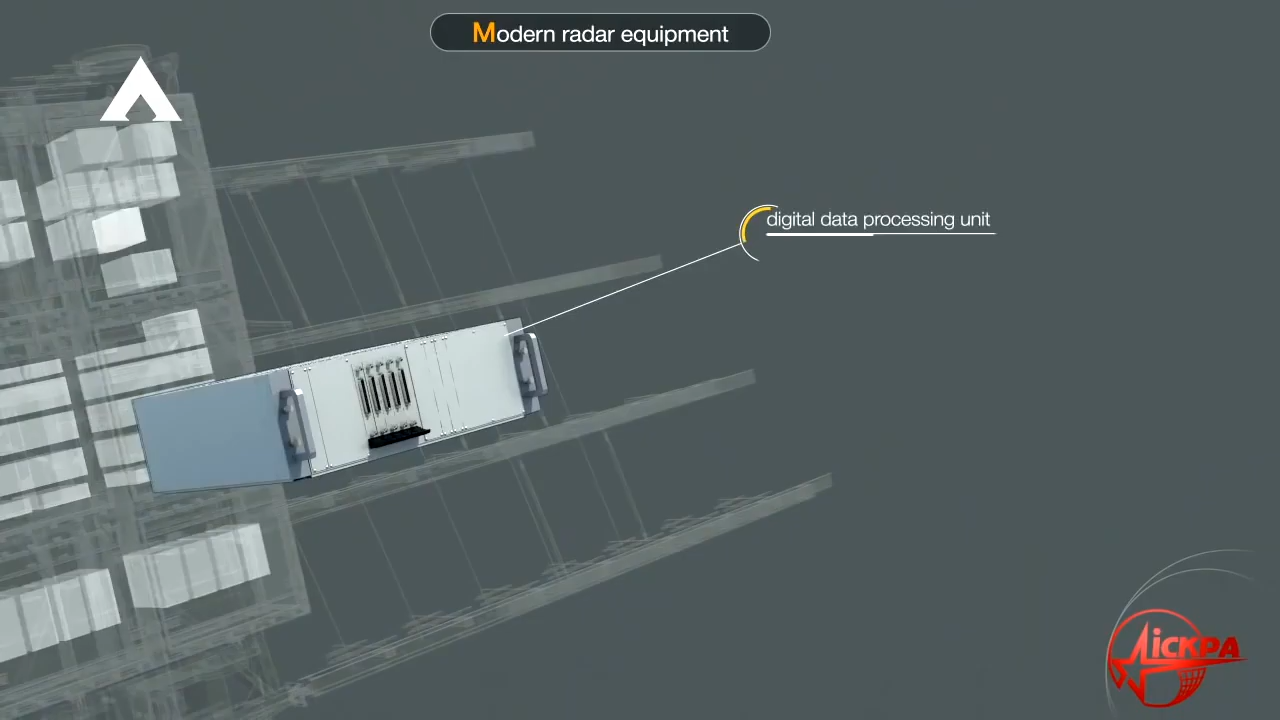 Modern radar equipment
digital data processing unit
ІСКРА